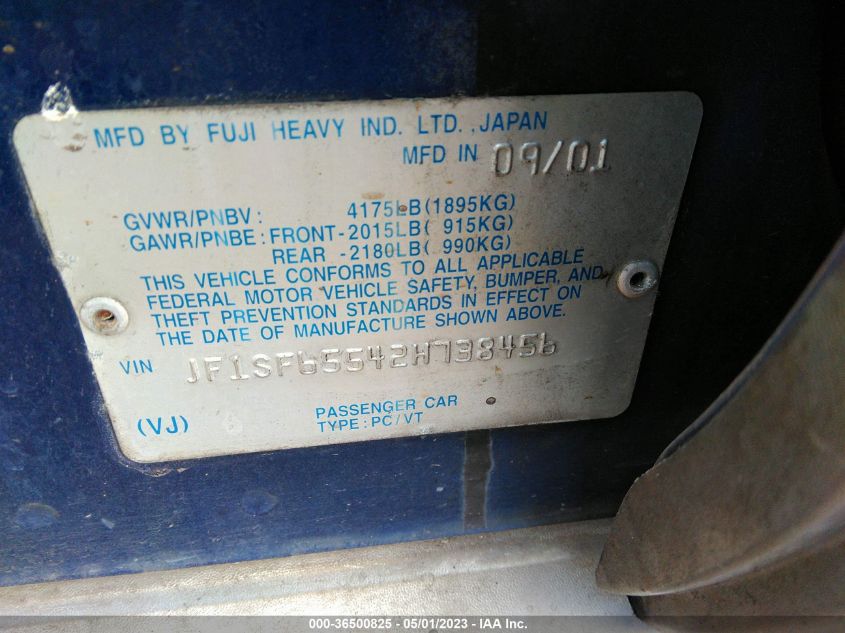 MFD BY FUJI HEAVY IND. LTD., JAPAN
MFD IN 09/01
GVWR/PNBV: 4175LB(1895KG)
GAWR/PNBE: FRONT-2015LB( 915KG)
REAR -2180LB( 990KG)
THIS VEHICLE CONFORMS TO ALL APPLICABLE
FEDERAL MOTOR VEHICLE SAFETY, BUMPER, AND
THEFT PREVENTION STANDARDS IN EFFECT ON
THE DATE OF MANUFACTURE SHOWN ABOVE.
VIN JF1SF65542H738456
PASSENGER CAR
(VJ) TYPE: PC/VT
000-36500825 - 05/01/2023 - IAA Inc.